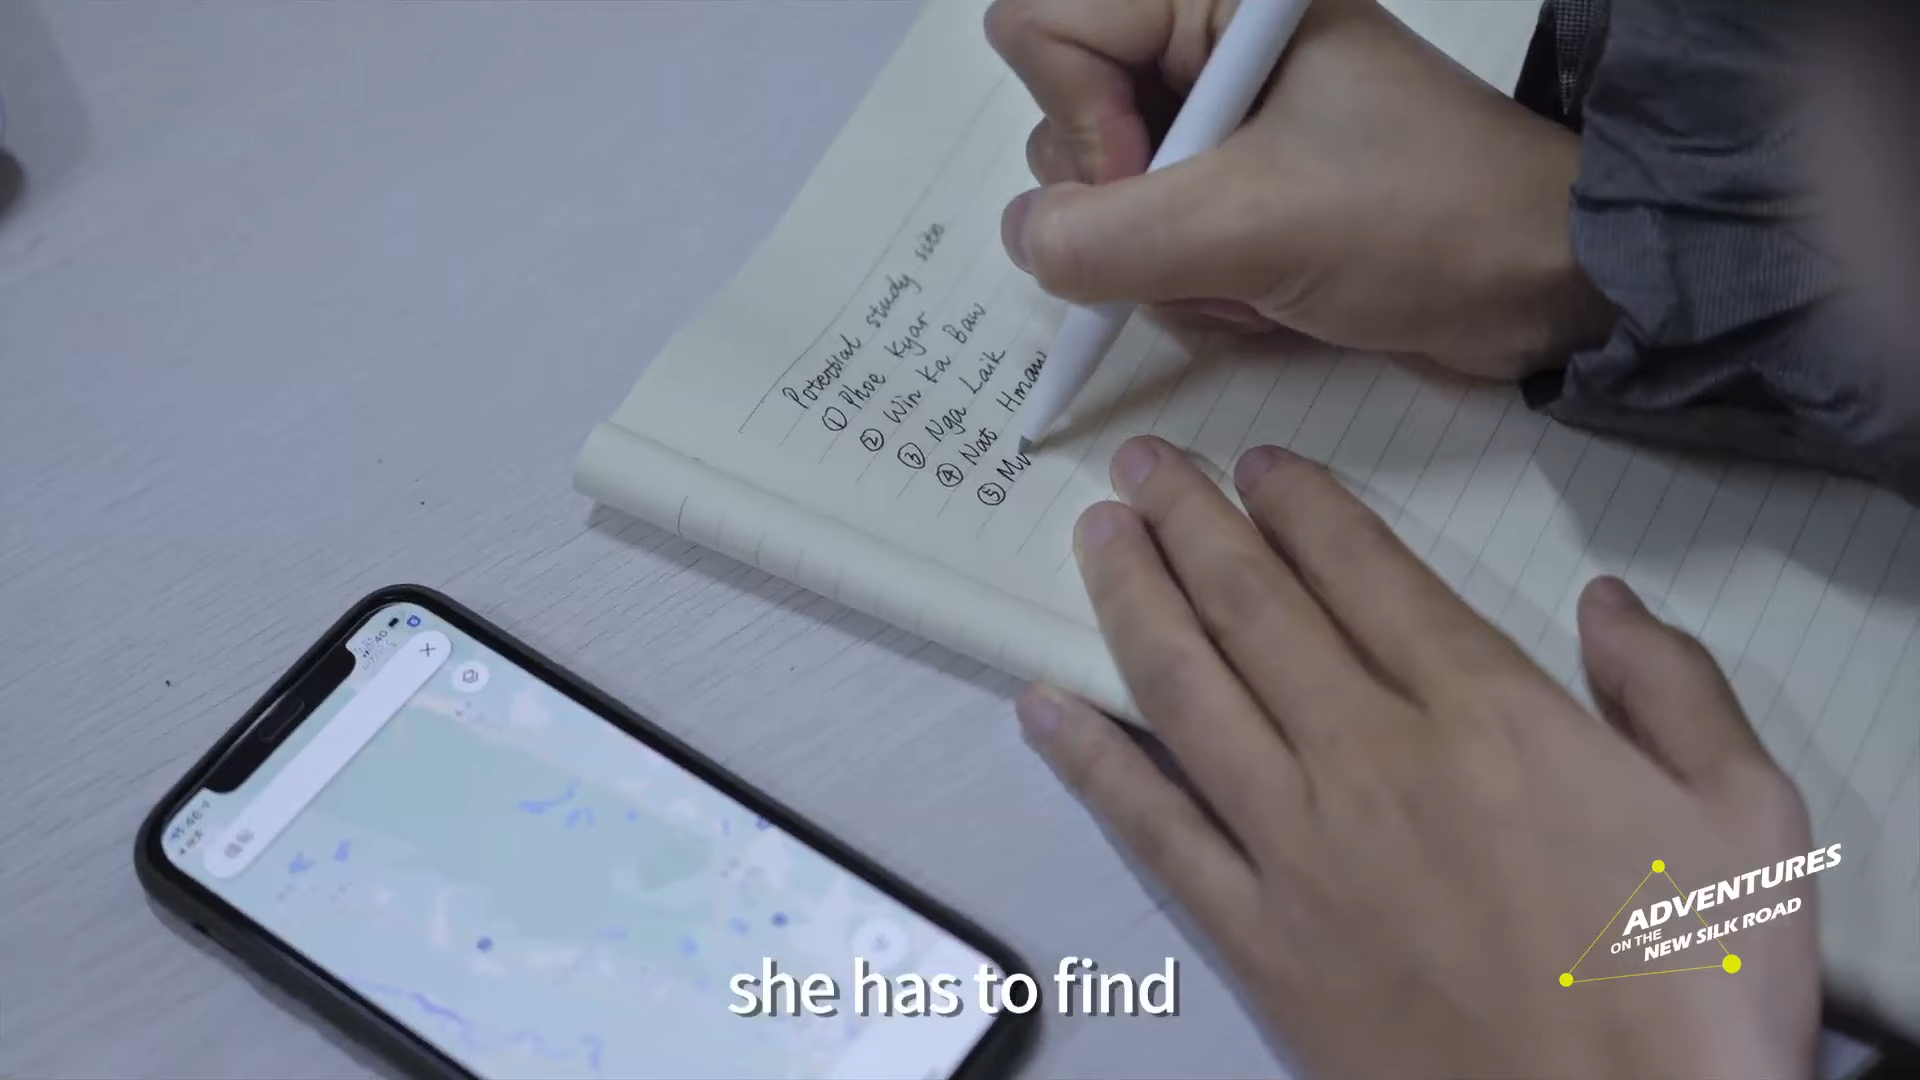 Potential study site
① Phoe Kyar
② Win Ka Baw
③ Nga Laik
④ Nat Hmaw
⑤ M
she has to find
ADVENTURES
ON THE NEW SILK ROAD